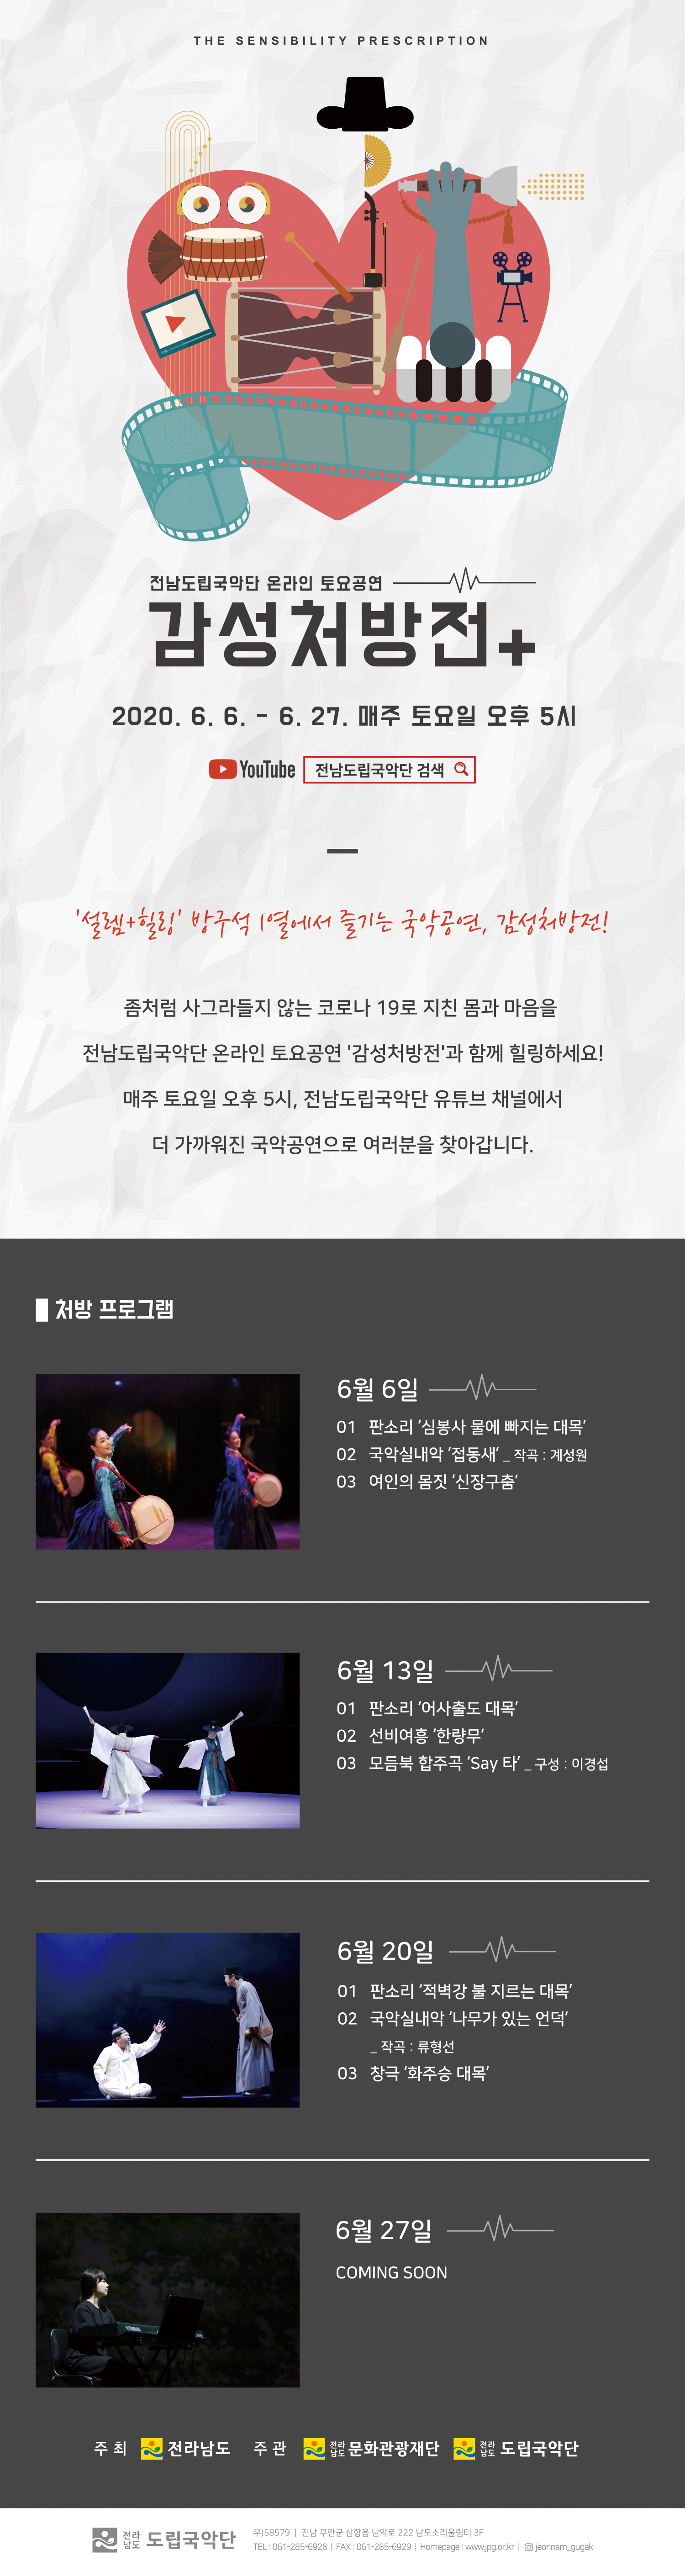 THE SENSIBILITY PRESCRIPTION
전남도립국악단 온라인 토요공연
감성처방전+
2020. 6. 6. - 6. 27. 매주 토요일 오후 5시
YouTube 전남도립국악단 검색
'설렘+힐링' 방구석 1열에서 즐기는 국악공연, 감성처방전!
좀처럼 사그라들지 않는 코로나 19로 지친 몸과 마음을
전남도립국악단 온라인 토요공연 '감성처방전'과 함께 힐링하세요!
매주 토요일 오후 5시, 전남도립국악단 유튜브 채널에서
더 가까워진 국악공연으로 여러분을 찾아갑니다.
처방 프로그램
6월 6일
01 판소리 ‘심봉사 물에 빠지는 대목’
02 국악실내악 ‘접동새’ _ 작곡 : 계성원
03 여인의 몸짓 ‘신장구춤’
6월 13일
01 판소리 ‘어사출도 대목’
02 선비여흥 ‘한량무’
03 모듬북 합주곡 ‘Say 타’ _ 구성 : 이경섭
6월 20일
01 판소리 ‘적벽강 불 지르는 대목’
02 국악실내악 ‘나무가 있는 언덕’
_ 작곡 : 류형선
03 창극 ‘화주승 대목’
6월 27일
COMING SOON
주 최 전라남도 주 관 전라남도 문화관광재단 전라남도 도립국악단
전라남도 도립국악단
우)58579 | 전남 무안군 삼향읍 남악로 222 남도소리울림터 3F
TEL : 061-285-6928 | FAX : 061-285-6929 | Homepage : www.jpg.or.kr | jeonnam_gugak